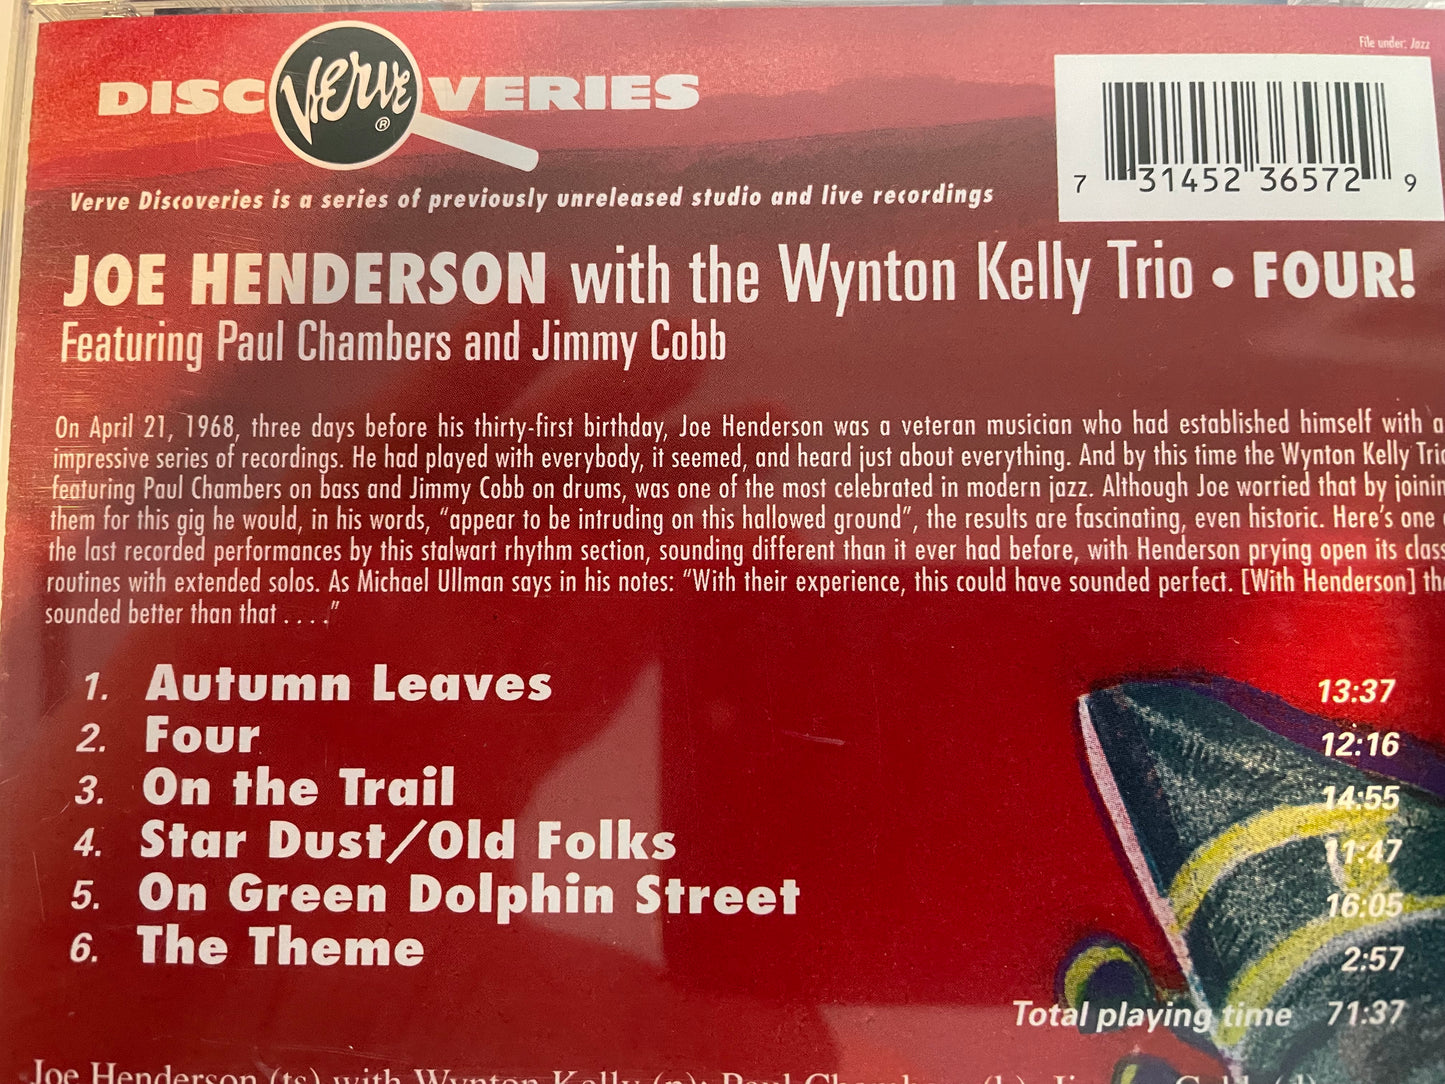 File under: Jazz
DISC Verve® VERIES
7 31452 36572 9
Verve Discoveries is a series of previously unreleased studio and live recordings
JOE HENDERSON with the Wynton Kelly Trio • FOUR!
Featuring Paul Chambers and Jimmy Cobb
On April 21, 1968, three days before his thirty-first birthday, Joe Henderson was a veteran musician who had established himself with a
impressive series of recordings. He had played with everybody, it seemed, and heard just about everything. And by this time the Wynton Kelly Tri
featuring Paul Chambers on bass and Jimmy Cobb on drums, was one of the most celebrated in modern jazz. Although Joe worried that by joinin
them for this gig he would, in his words, “appear to be intruding on this hallowed ground”, the results are fascinating, even historic. Here’s one
the last recorded performances by this stalwart rhythm section, sounding different than it ever had before, with Henderson prying open its class
routines with extended solos. As Michael Ullman says in his notes: “With their experience, this could have sounded perfect. [With Henderson] the
sounded better than that . . . .”
1. Autumn Leaves 13:37
2. Four 12:16
3. On the Trail 14:55
4. Star Dust/Old Folks 11:47
5. On Green Dolphin Street 16:05
6. The Theme 2:57
Total playing time 71:37
Joe Henderson (ts) with Wynton Kelly (p); Paul